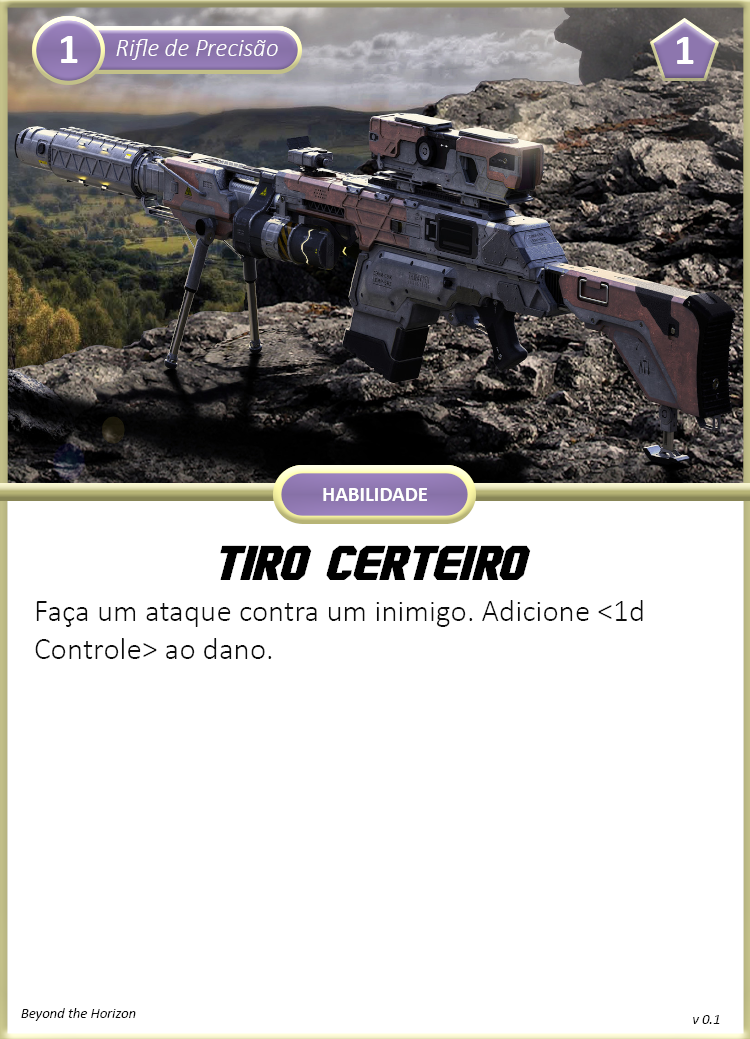 1 Rifle de Precisão 1
HABILIDADE
TIRO CERTEIRO
Faça um ataque contra um inimigo. Adicione <1d
Controle> ao dano.
Beyond the Horizon
v 0.1